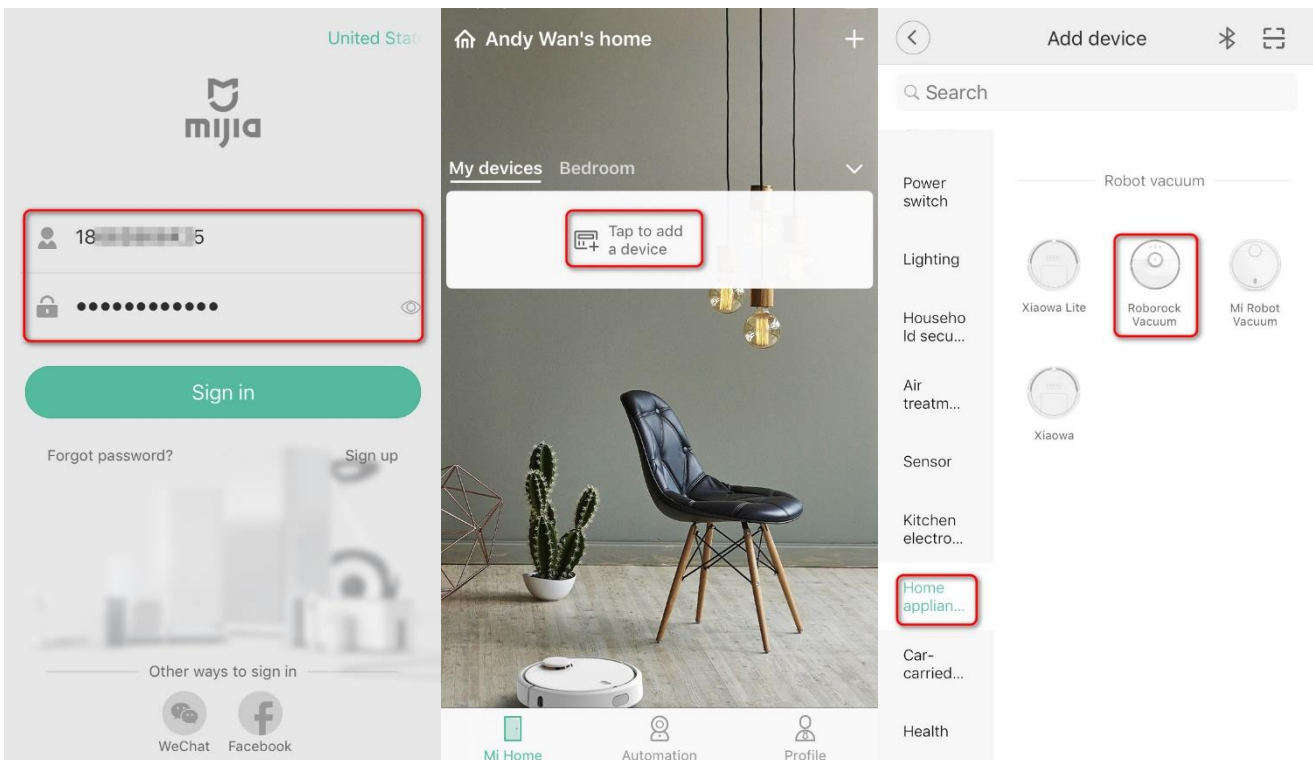 United Stat
mijia
18
5
Sign in
Forgot password?
Sign up
Other ways to sign in
WeChat
Facebook
Andy Wan's home
My devices
Bedroom
Tap to add
a device
Mi Home
Automation
Profile
Add device
Search
Power
switch
Lighting
Househo
ld secu...
Air
treatm...
Sensor
Kitchen
electro...
Home
applian...
Car-
carried...
Health
Robot vacuum
Xiaowa Lite
Roborock
Vacuum
Mi Robot
Vacuum
Xiaowa